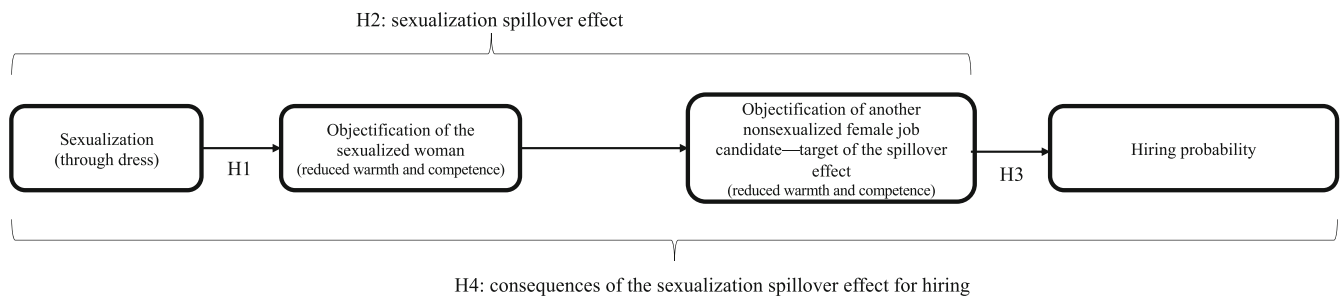 H2: sexualization spillover effect
Sexualization
(through dress)
H1
Objectification of the
sexualized woman
(reduced warmth and competence)
Objectification of another
nonsexualized female job
candidate—target of the spillover
effect
(reduced warmth and competence)
H3
Hiring probability
H4: consequences of the sexualization spillover effect for hiring